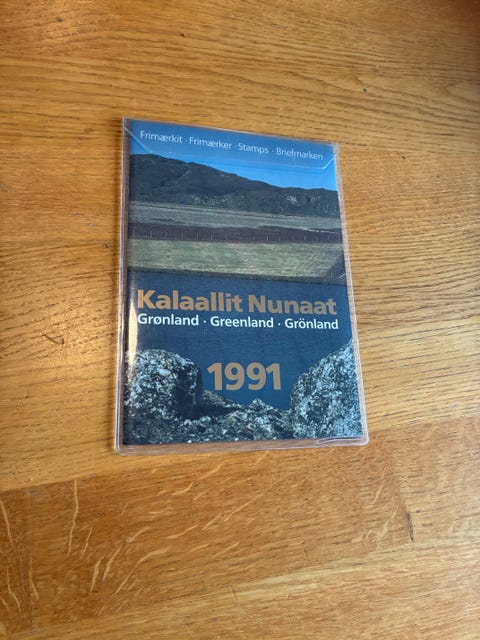 Frimærkit · Frimærker · Stamps · Briefmarken
Kalaallit Nunaat
Grønland · Greenland · Grönland
1991